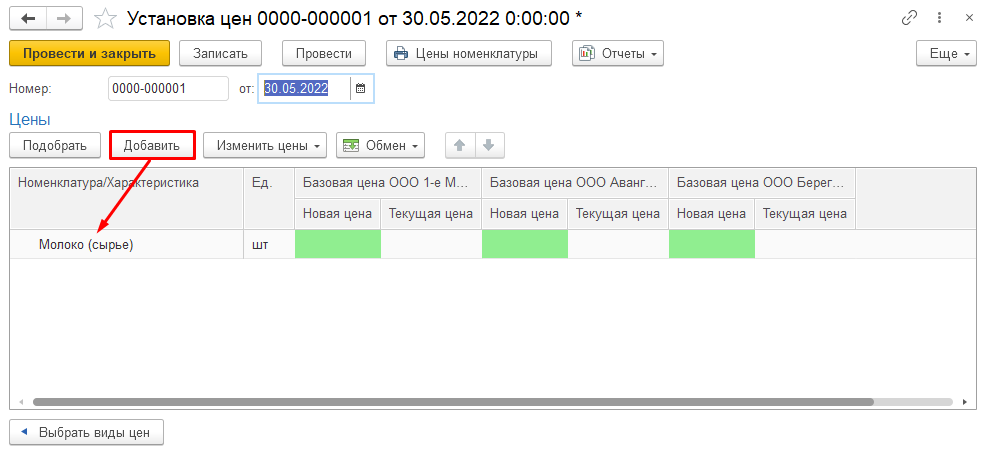 Установка цен 0000-000001 от 30.05.2022 0:00:00 *
Провести и закрыть Записать Провести Цены номенклатуры Отчеты Еще
Номер: 0000-000001 от: 30.05.2022
Цены
Подобрать Добавить Изменить цены Обмен
Номенклатура/Характеристика Ед. Базовая цена ООО 1-е М... Базовая цена ООО Аванг... Базовая цена ООО Берег...
Новая цена Текущая цена Новая цена Текущая цена Новая цена Текущая цена
Молоко (сырье) шт
Выбрать виды цен